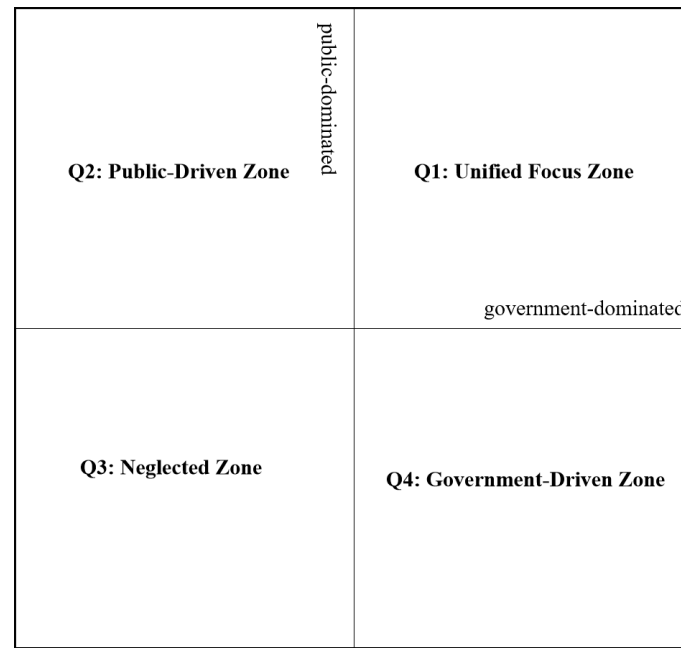 public-dominated
Q2: Public-Driven Zone
Q1: Unified Focus Zone
government-dominated
Q3: Neglected Zone
Q4: Government-Driven Zone